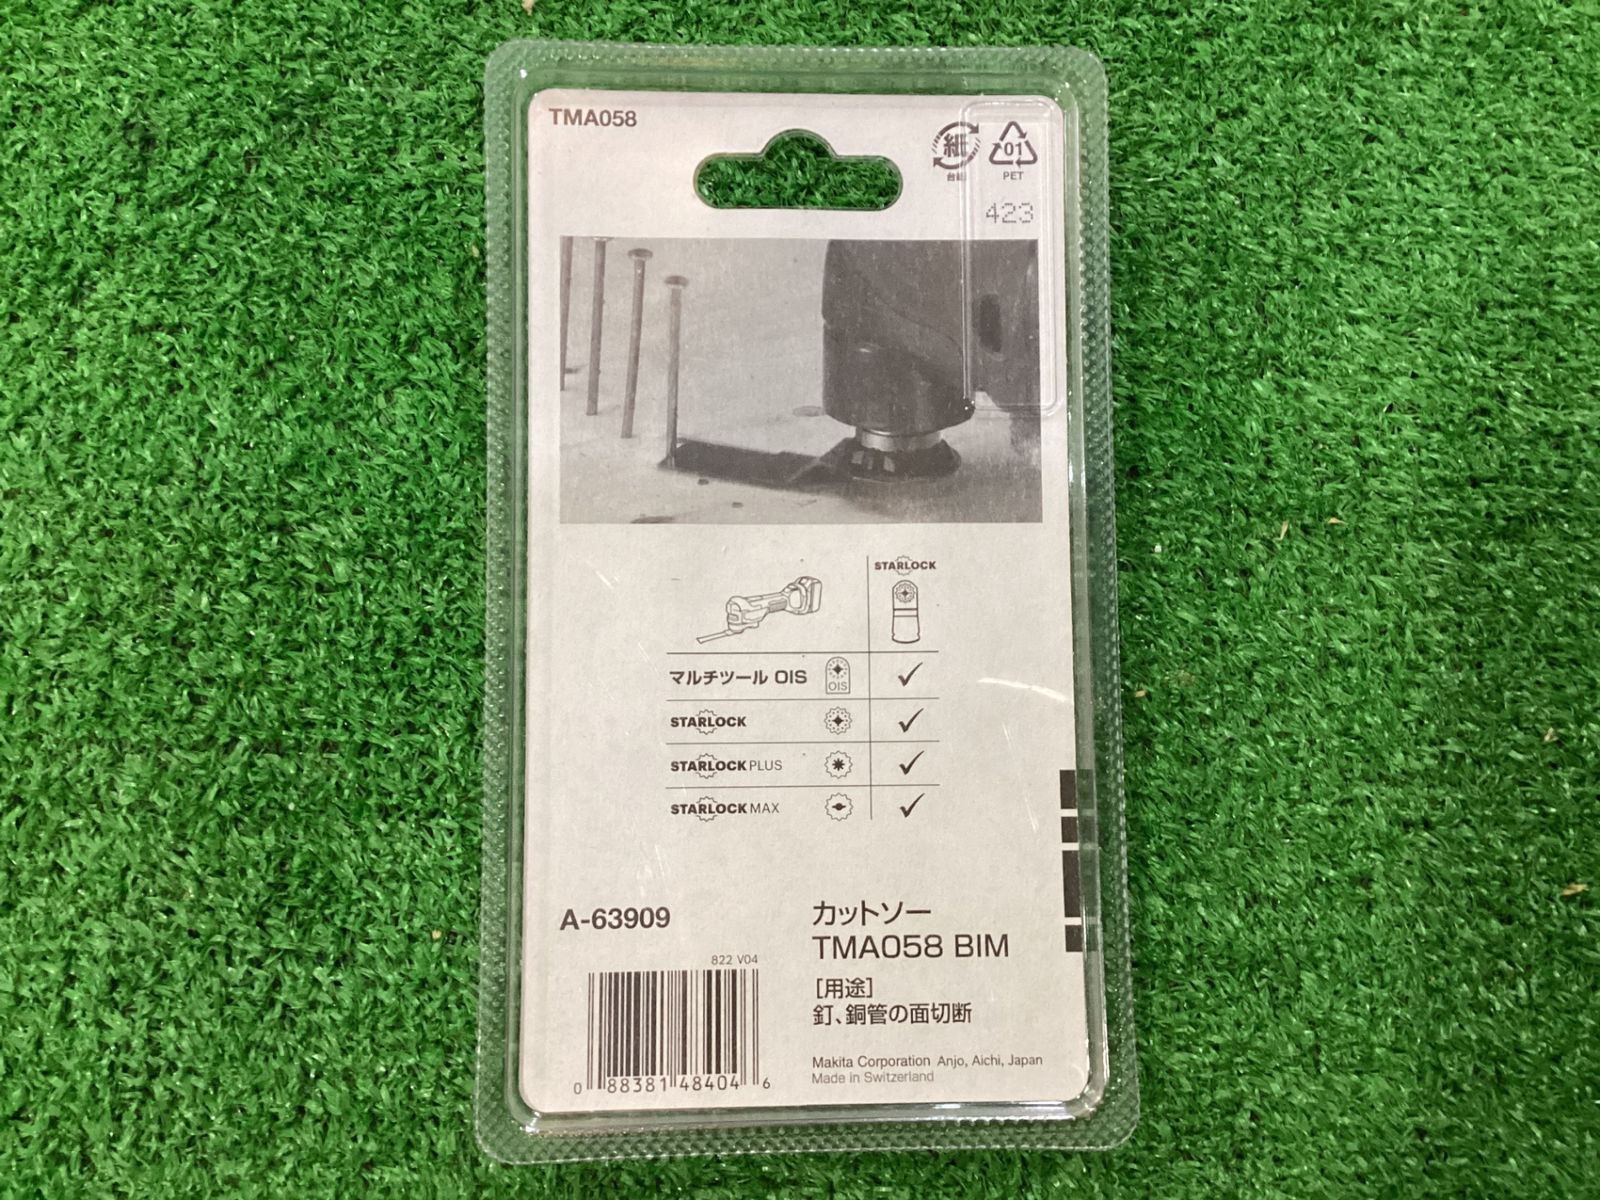 TMA058
紙
台紙
01
PET
423
STARLOCK
マルチツール OIS
OIS
STARLOCK
STARLOCK PLUS
STARLOCK MAX
A-63909
822 V04
0 88381 48404 6
カットソー
TMA058 BIM
[用途]
釘、銅管の面切断
Makita Corporation Anjo, Aichi, Japan
Made in Switzerland